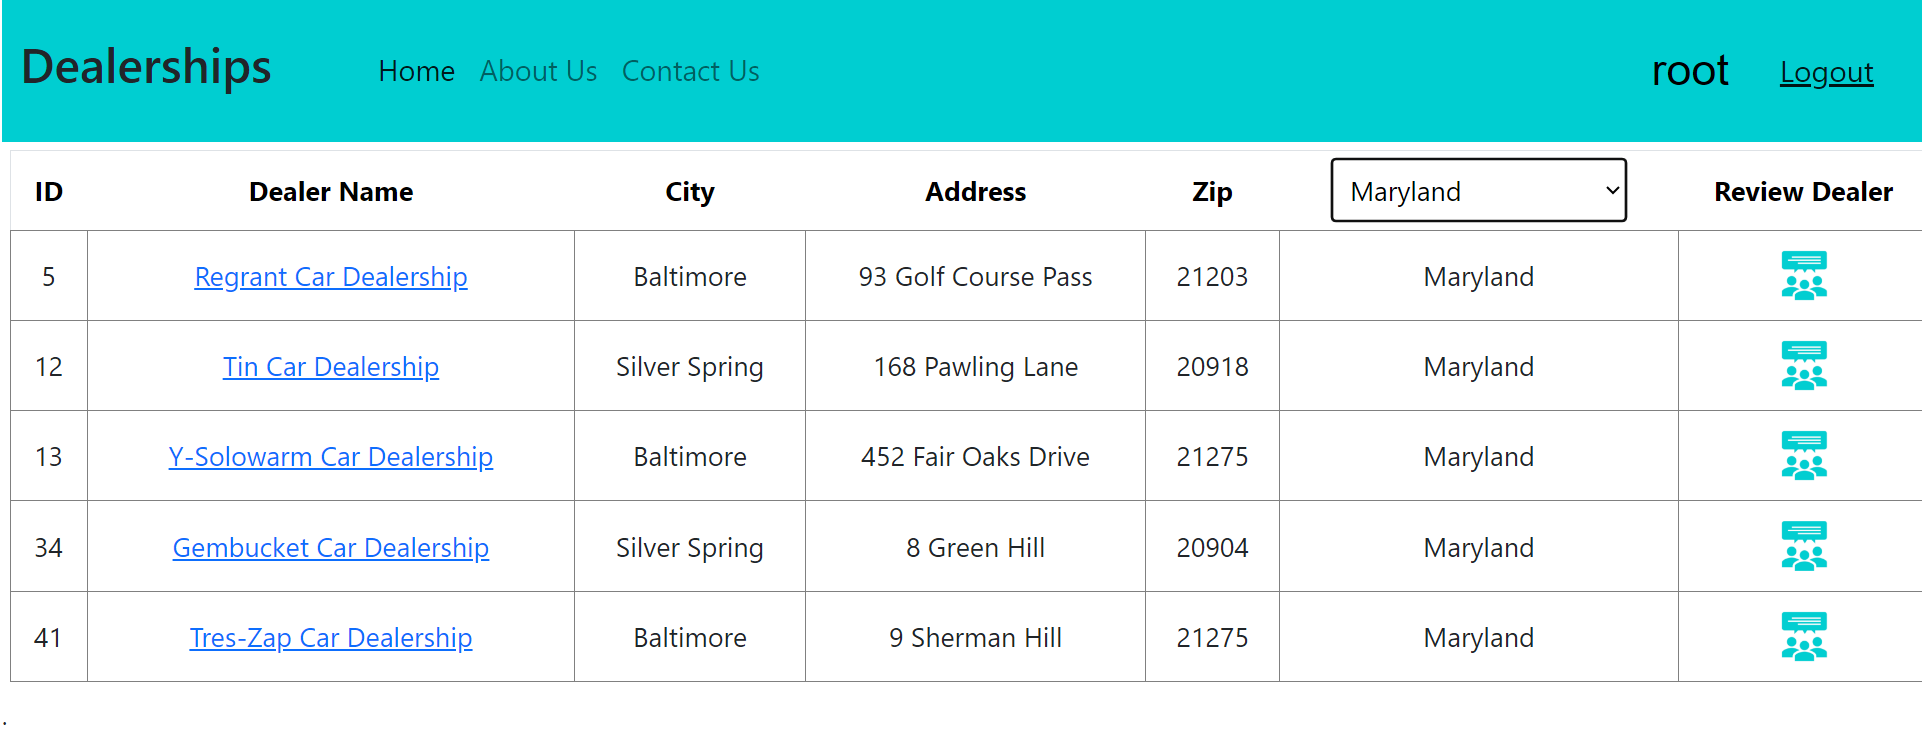 Dealerships Home About Us Contact Us root Logout
ID Dealer Name City Address Zip Maryland Review Dealer
5 Regrant Car Dealership Baltimore 93 Golf Course Pass 21203 Maryland
12 Tin Car Dealership Silver Spring 168 Pawling Lane 20918 Maryland
13 Y-Solowarm Car Dealership Baltimore 452 Fair Oaks Drive 21275 Maryland
34 Gembucket Car Dealership Silver Spring 8 Green Hill 20904 Maryland
41 Tres-Zap Car Dealership Baltimore 9 Sherman Hill 21275 Maryland
.